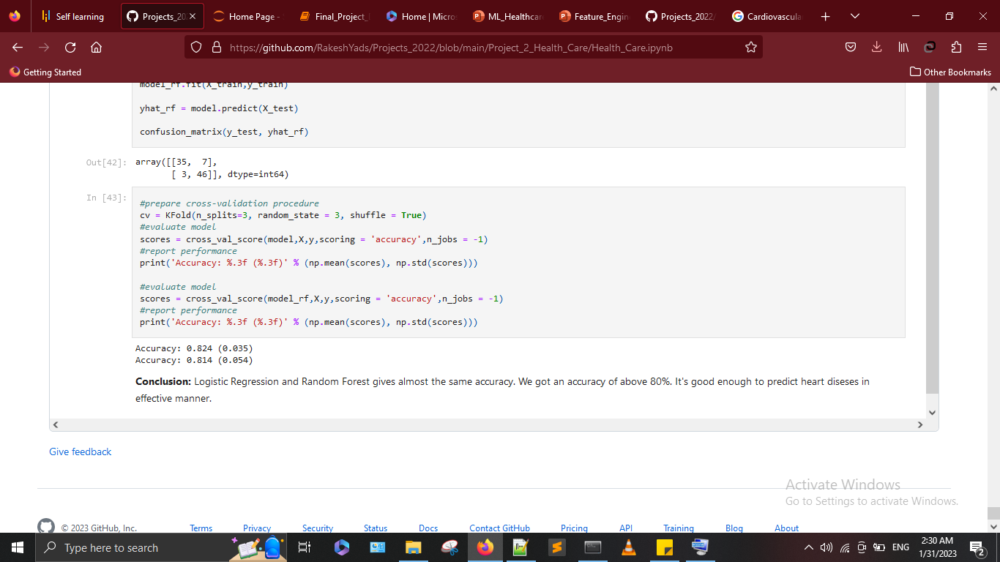 Self learning
Projects_20
Home Page -
Final_Project_
Home | Micros
ML_Healthcar
Feature_Engin
Projects_2022/
Cardiovascula
https://github.com/RakeshYads/Projects_2022/blob/main/Project_2_Health_Care/Health_Care.ipynb
Getting Started
Other Bookmarks
model_rf.fit(X_train,y_train)
yhat_rf = model.predict(X_test)
confusion_matrix(y_test, yhat_rf)
Out[42]: array([[35,  7],
[ 3, 46]], dtype=int64)
In [43]:
#prepare cross-validation procedure
cv = KFold(n_splits=3, random_state = 3, shuffle = True)
#evaluate model
scores = cross_val_score(model,X,y,scoring = 'accuracy',n_jobs = -1)
#report performance
print('Accuracy: %.3f (%.3f)' % (np.mean(scores), np.std(scores)))
#evaluate model
scores = cross_val_score(model_rf,X,y,scoring = 'accuracy',n_jobs = -1)
#report performance
print('Accuracy: %.3f (%.3f)' % (np.mean(scores), np.std(scores)))
Accuracy: 0.824 (0.035)
Accuracy: 0.814 (0.054)
Conclusion: Logistic Regression and Random Forest gives almost the same accuracy. We got an accuracy of above 80%. It's good enough to predict heart diseses in
effective manner.
Give feedback
Activate Windows
Go to Settings to activate Windows.
© 2023 GitHub, Inc.
Terms
Privacy
Security
Status
Docs
Contact GitHub
Pricing
API
Training
Blog
About
Type here to search
ENG
2:30 AM
1/31/2023
2